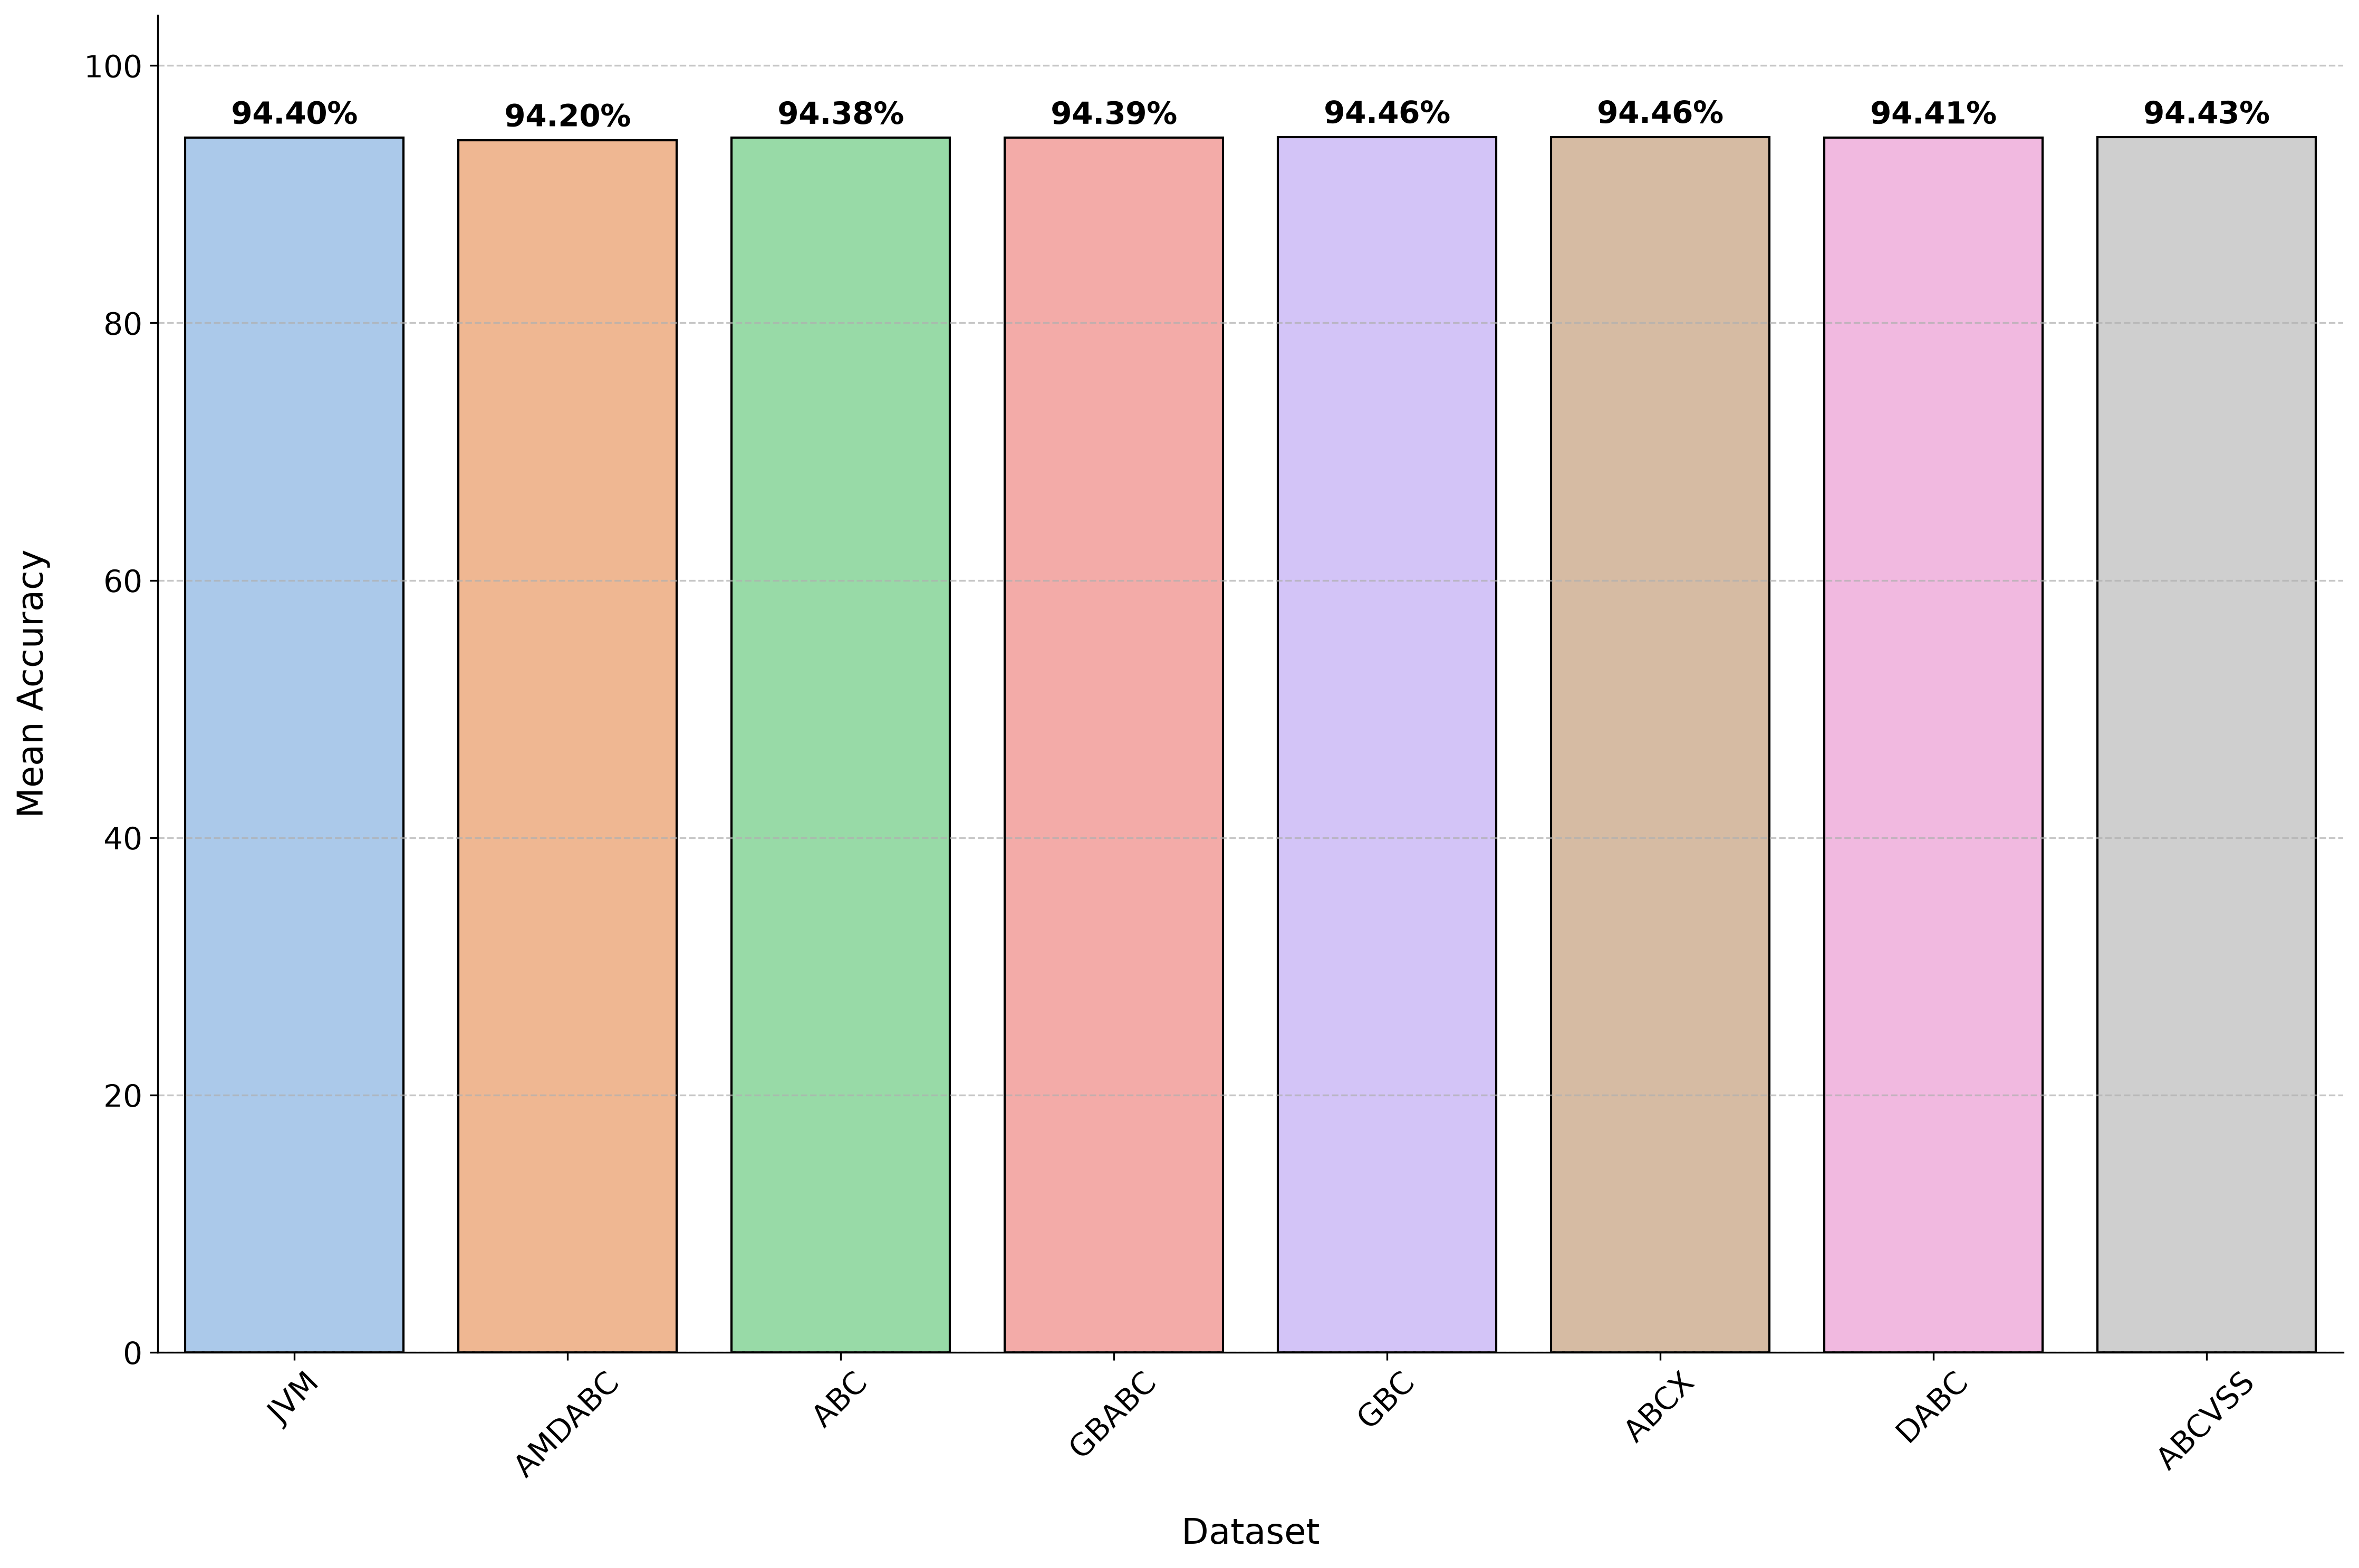 Mean Accuracy
100
80
60
40
20
0
94.40%
94.20%
94.38%
94.39%
94.46%
94.46%
94.41%
94.43%
JVM
AMDABC
ABC
GBABC
GBC
ABCX
DABC
ABCVSS
Dataset